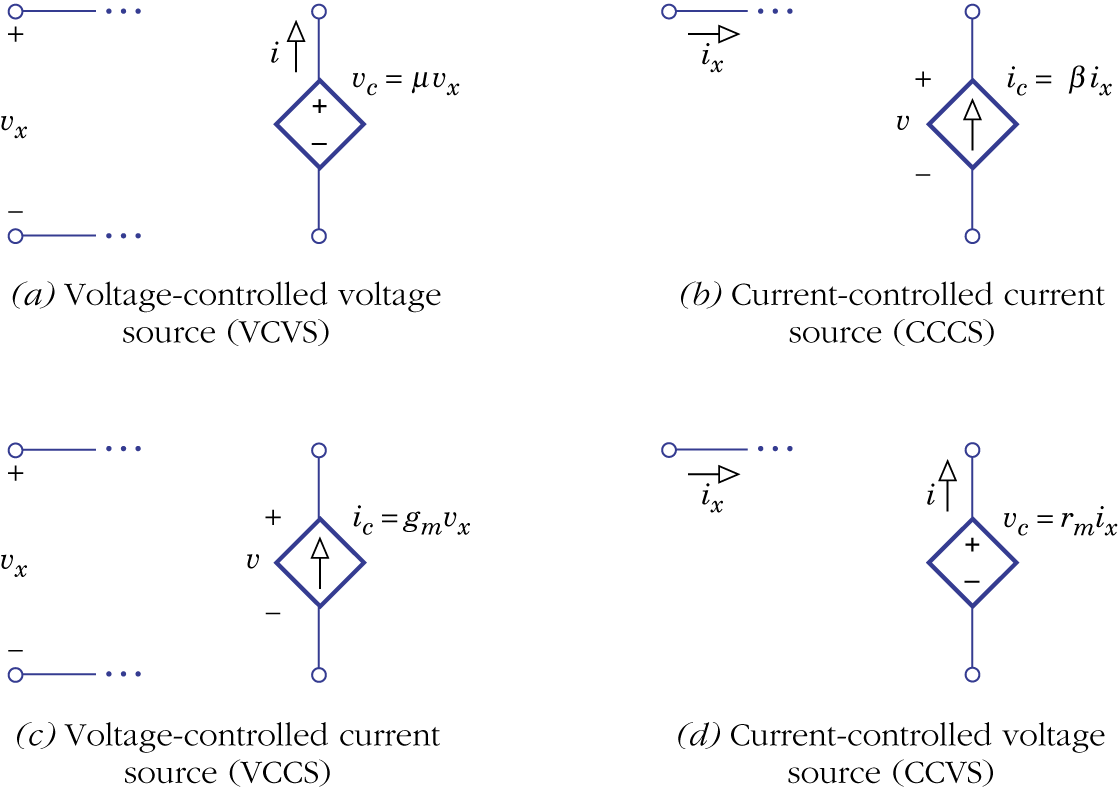 +
i
v_c = μv_x
+
−
v_x
−
(a) Voltage-controlled voltage
source (VCVS)
i_x
+
i_c = βi_x
v
−
(b) Current-controlled current
source (CCCS)
+
+
i_c = g_m v_x
v_x
v
−
−
(c) Voltage-controlled current
source (VCCS)
i_x
i
v_c = r_m i_x
+
−
(d) Current-controlled voltage
source (CCVS)